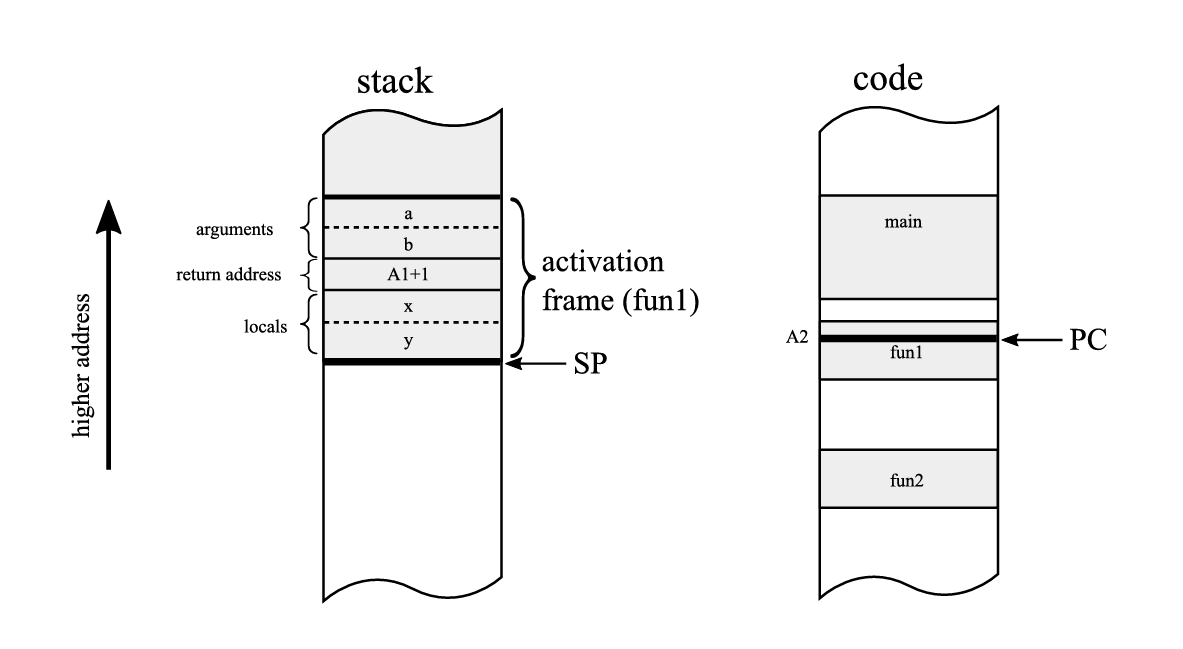 stack
code
higher address
arguments
return address
locals
a
b
A1+1
x
y
activation
frame (fun1)
SP
main
A2
fun1
PC
fun2